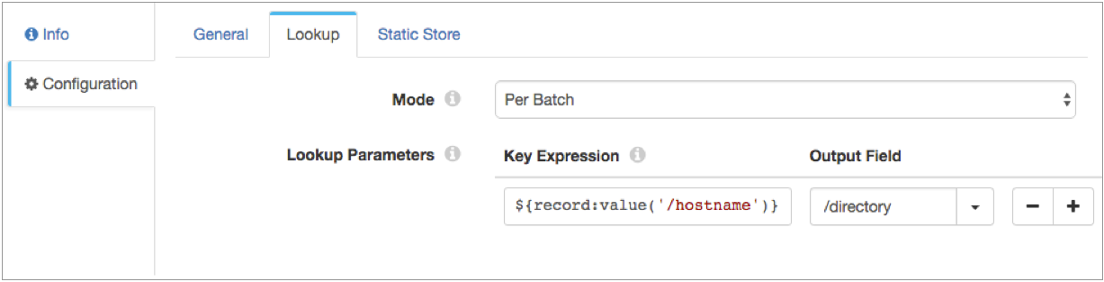 Info
General
Lookup
Static Store
Configuration
Mode
Per Batch
Lookup Parameters
Key Expression
Output Field
${record:value('/hostname')}
/directory